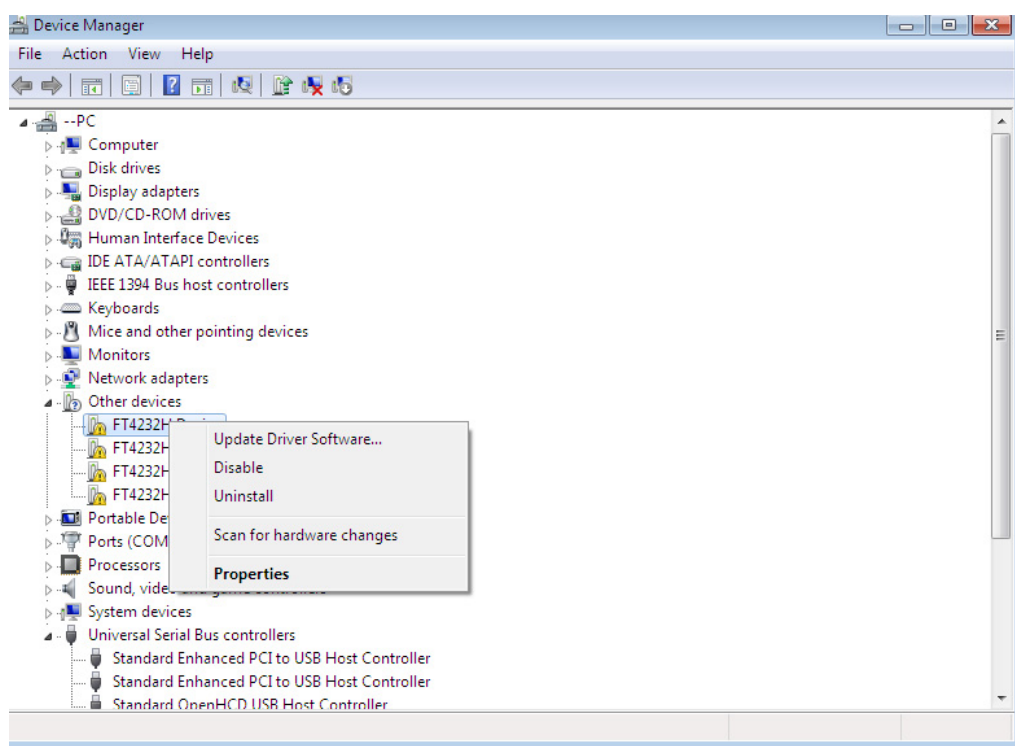 Device Manager
File Action View Help
--PC
Computer
Disk drives
Display adapters
DVD/CD-ROM drives
Human Interface Devices
IDE ATA/ATAPI controllers
IEEE 1394 Bus host controllers
Keyboards
Mice and other pointing devices
Monitors
Network adapters
Other devices
FT4232H
FT4232H
FT4232H
FT4232H
Update Driver Software...
Disable
Uninstall
Scan for hardware changes
Properties
Portable De
Ports (COM
Processors
Sound, video and game controllers
System devices
Universal Serial Bus controllers
Standard Enhanced PCI to USB Host Controller
Standard Enhanced PCI to USB Host Controller
Standard OpenHCD USB Host Controller